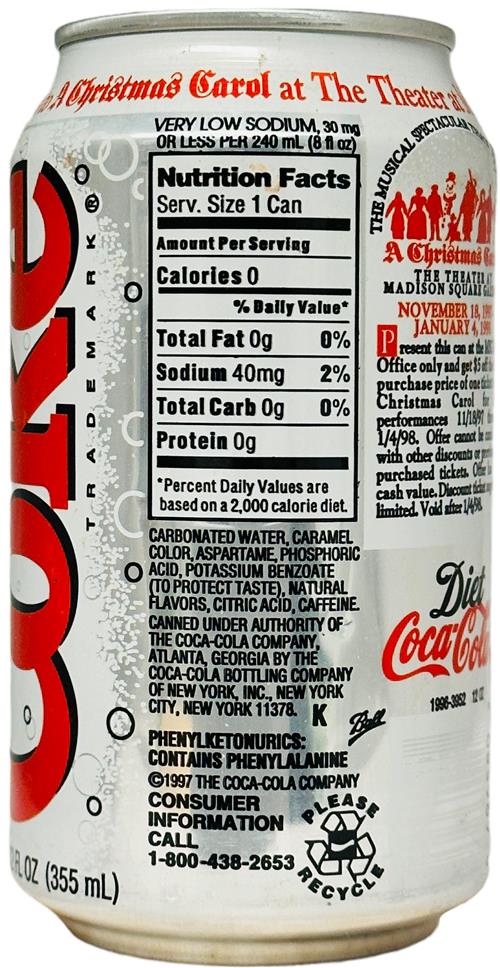 A Christmas Carol at The Theater at
Coke
TRADEMARK®
FL OZ (355 mL)
VERY LOW SODIUM, 30 mg
OR LESS PER 240 mL (8 fl oz)
Nutrition Facts
Serv. Size 1 Can
Amount Per Serving
Calories 0
% Daily Value*
Total Fat 0g 0%
Sodium 40mg 2%
Total Carb 0g 0%
Protein 0g
*Percent Daily Values are
based on a 2,000 calorie diet.
CARBONATED WATER, CARAMEL
COLOR, ASPARTAME, PHOSPHORIC
ACID, POTASSIUM BENZOATE
(TO PROTECT TASTE), NATURAL
FLAVORS, CITRIC ACID, CAFFEINE.
CANNED UNDER AUTHORITY OF
THE COCA-COLA COMPANY,
ATLANTA, GEORGIA BY THE
COCA-COLA BOTTLING COMPANY
OF NEW YORK, INC., NEW YORK
CITY, NEW YORK 11378. K
Ball
PHENYLKETONURICS:
CONTAINS PHENYLALANINE
©1997 THE COCA-COLA COMPANY
CONSUMER
INFORMATION
CALL
1-800-438-2653
PLEASE
RECYCLE
THE MUSICAL SPECTACULAR
A Christmas
THE THEATER
MADISON SQUARE
NOVEMBER 18,
JANUARY 4,
Present this can at the
Office only and get $5 off
purchase price of one
Christmas Carol for
performances 11/18/97
1/4/98. Offer cannot be
with other discounts or
purchased tickets. Offer
cash value. Discount ticket
limited. Void after 1/4/98.
Diet
Coca-Cola
1996-3952 12 OZ